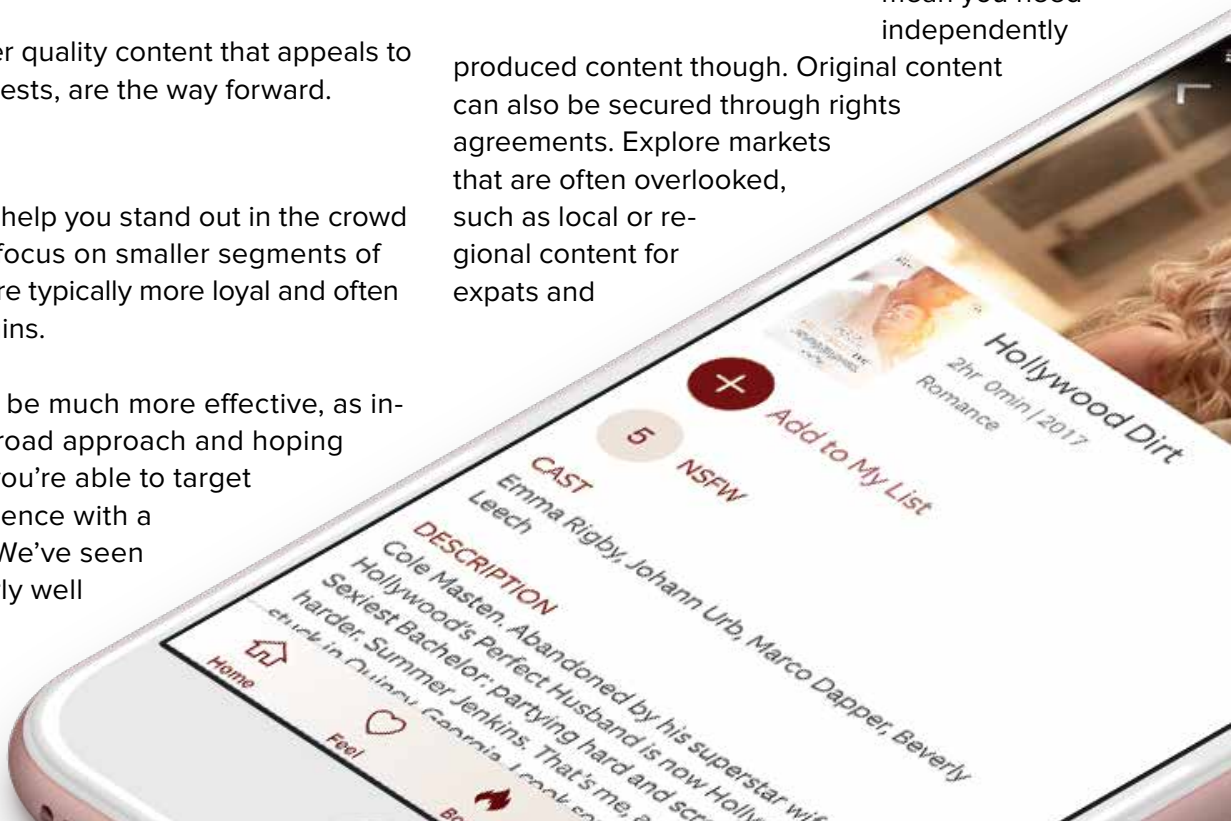 er quality content that appeals to
ests, are the way forward.
help you stand out in the crowd
focus on smaller segments of
re typically more loyal and often
ins.
be much more effective, as in-
road approach and hoping
you're able to target
ence with a
We've seen
ly well
independently
produced content though. Original content
can also be secured through rights
agreements. Explore markets
that are often overlooked,
such as local or re-
gional content for
expats and
Hollywood Dirt
2hr 0min | 2017
Romance
+
Add to My List
5
NSFW
CAST
Emma Rigby, Johann Urb, Marco Dapper, Beverly
Leech
DESCRIPTION
Cole Masten. Abandoned by his superstar wif
Hollywood's Perfect Husband is now Holly
Sexiest Bachelor: partying hard and scr
harder. Summer Jenkins. That's me, a
stuck in Quincy, Georgia. I cook
Home
Feel